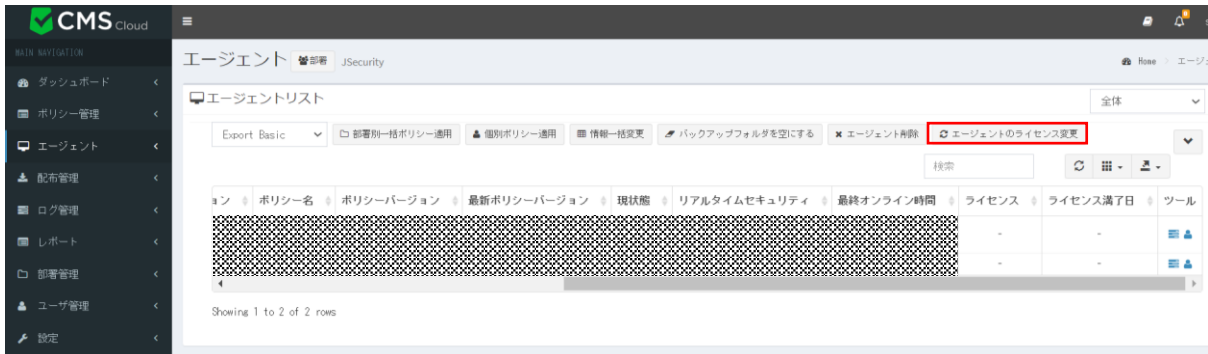 CMS Cloud
MAIN NAVIGATION
ダッシュボード
ポリシー管理
エージェント
配布管理
ログ管理
レポート
部署管理
ユーザ管理
設定
エージェント 部署 JSecurity
Home エージ
エージェントリスト
全体
Export Basic 部署別一括ポリシー適用 個別ポリシー適用 情報一括変更 バックアップフォルダを空にする エージェント削除 エージェントのライセンス変更
検索
ョン ポリシー名 ポリシーバージョン 最新ポリシーバージョン 現状態 リアルタイムセキュリティ 最終オンライン時間 ライセンス ライセンス満了日 ツール
- -
- -
Showing 1 to 2 of 2 rows